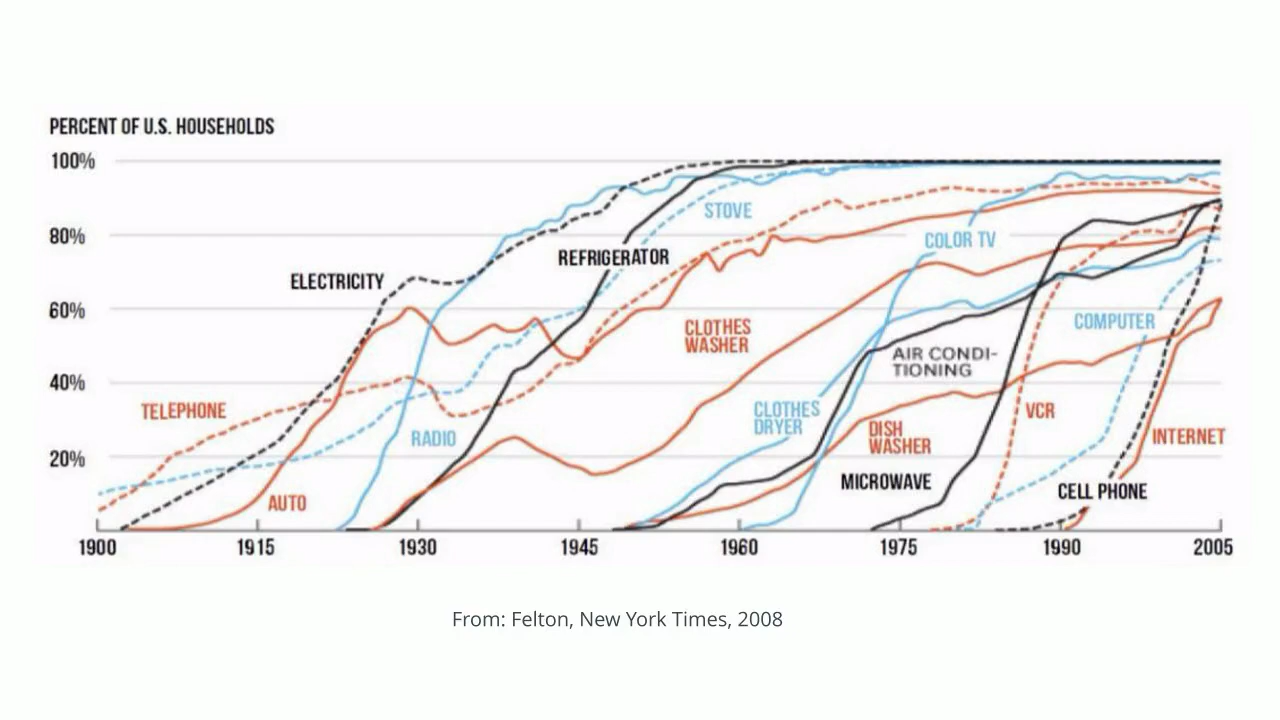 PERCENT OF U.S. HOUSEHOLDS
100%
80%
60%
40%
20%
ELECTRICITY
REFRIGERATOR
STOVE
COLOR TV
TELEPHONE
RADIO
AUTO
CLOTHES
WASHER
CLOTHES
DRYER
AIR CONDI-
TIONING
DISH
WASHER
MICROWAVE
COMPUTER
VCR
INTERNET
CELL PHONE
1900 1915 1930 1945 1960 1975 1990 2005
From: Felton, New York Times, 2008